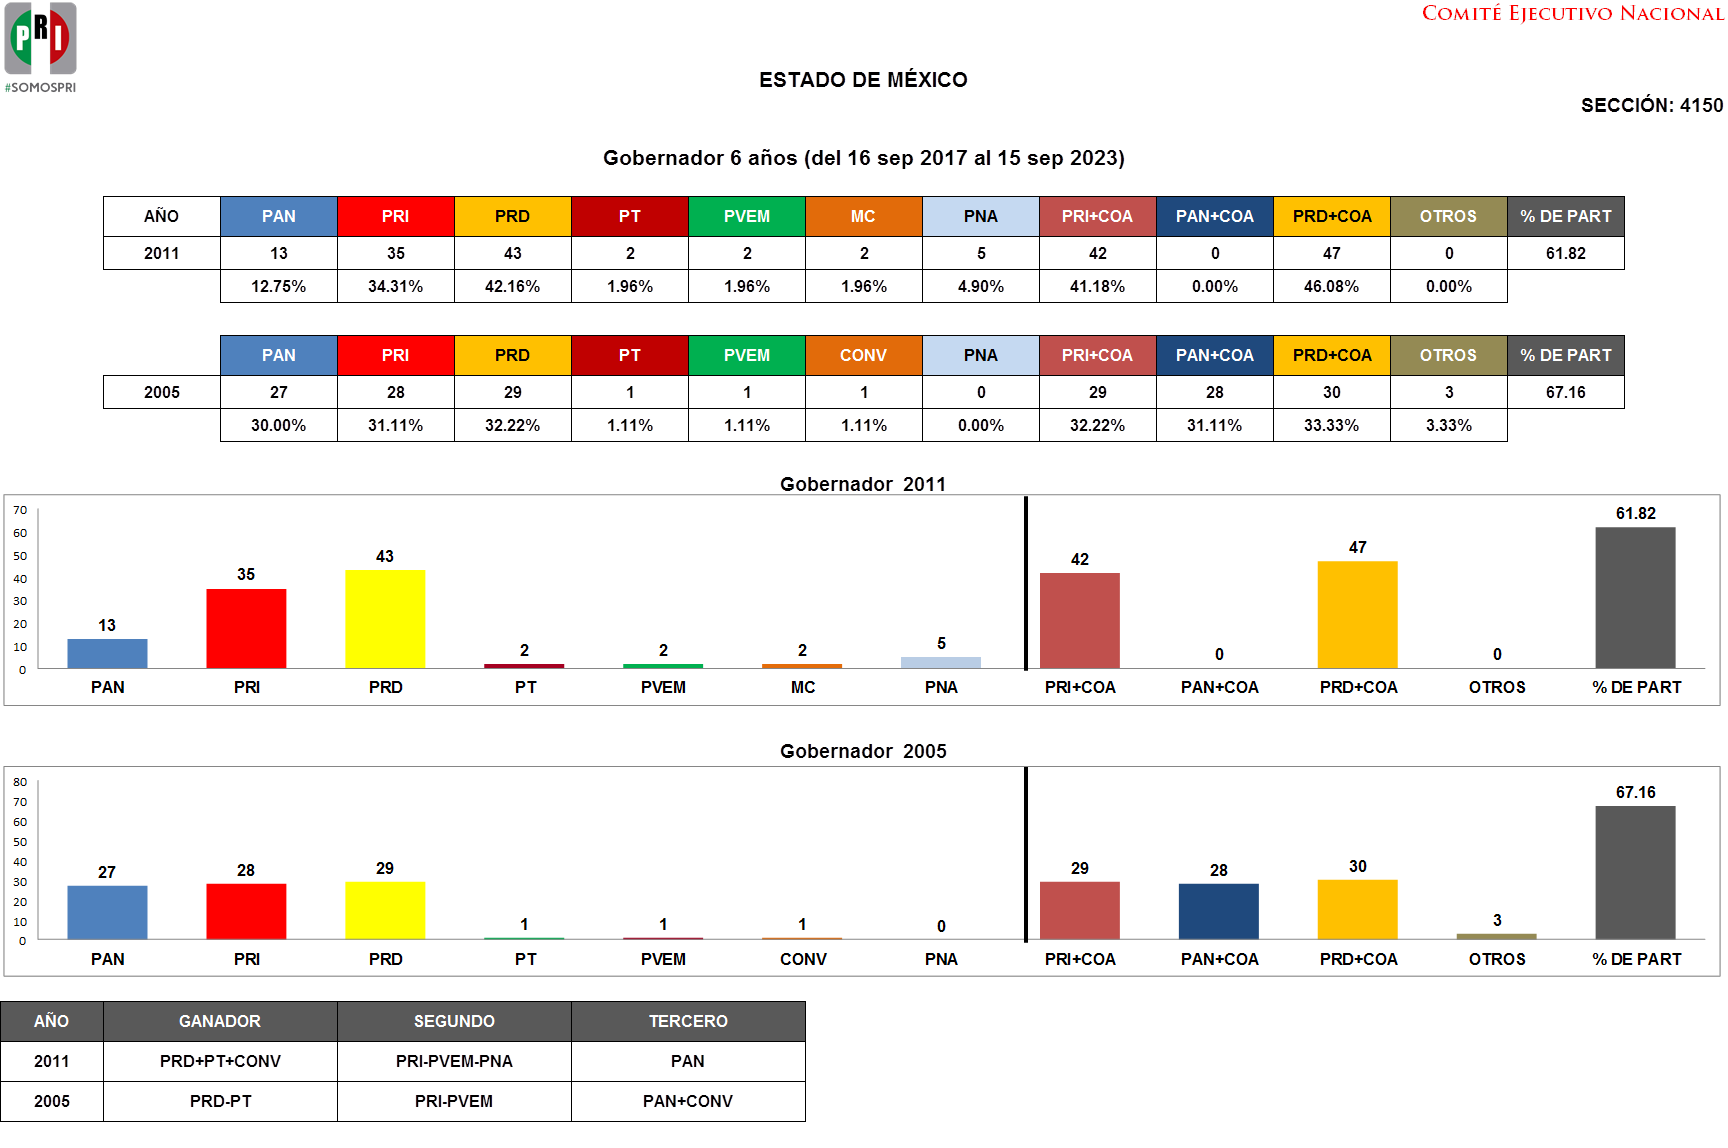 PRI
#SOMOSPRI
COMITÉ EJECUTIVO NACIONAL
ESTADO DE MÉXICO
SECCIÓN: 4150
Gobernador 6 años (del 16 sep 2017 al 15 sep 2023)
AÑO PAN PRI PRD PT PVEM MC PNA PRI+COA PAN+COA PRD+COA OTROS % DE PART
2011 13 35 43 2 2 2 5 42 0 47 0 61.82
12.75% 34.31% 42.16% 1.96% 1.96% 1.96% 4.90% 41.18% 0.00% 46.08% 0.00%
PAN PRI PRD PT PVEM CONV PNA PRI+COA PAN+COA PRD+COA OTROS % DE PART
2005 27 28 29 1 1 1 0 29 28 30 3 67.16
30.00% 31.11% 32.22% 1.11% 1.11% 1.11% 0.00% 32.22% 31.11% 33.33% 3.33%
Gobernador 2011
70
60
50
40
30
20
10
0
13 35 43 2 2 2 5 42 0 47 0 61.82
PAN PRI PRD PT PVEM MC PNA PRI+COA PAN+COA PRD+COA OTROS % DE PART
Gobernador 2005
80
70
60
50
40
30
20
10
0
27 28 29 1 1 1 0 29 28 30 3 67.16
PAN PRI PRD PT PVEM CONV PNA PRI+COA PAN+COA PRD+COA OTROS % DE PART
AÑO GANADOR SEGUNDO TERCERO
2011 PRD+PT+CONV PRI-PVEM-PNA PAN
2005 PRD-PT PRI-PVEM PAN+CONV